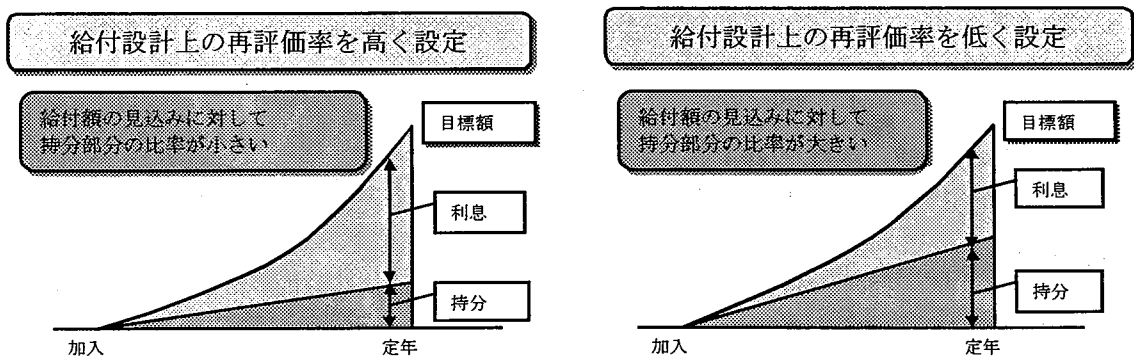 給付設計上の再評価率を高く設定
給付額の見込みに対して
持分部分の比率が小さい
目標額
利息
持分
加入
定年
給付設計上の再評価率を低く設定
給付額の見込みに対して
持分部分の比率が大きい
目標額
利息
持分
加入
定年